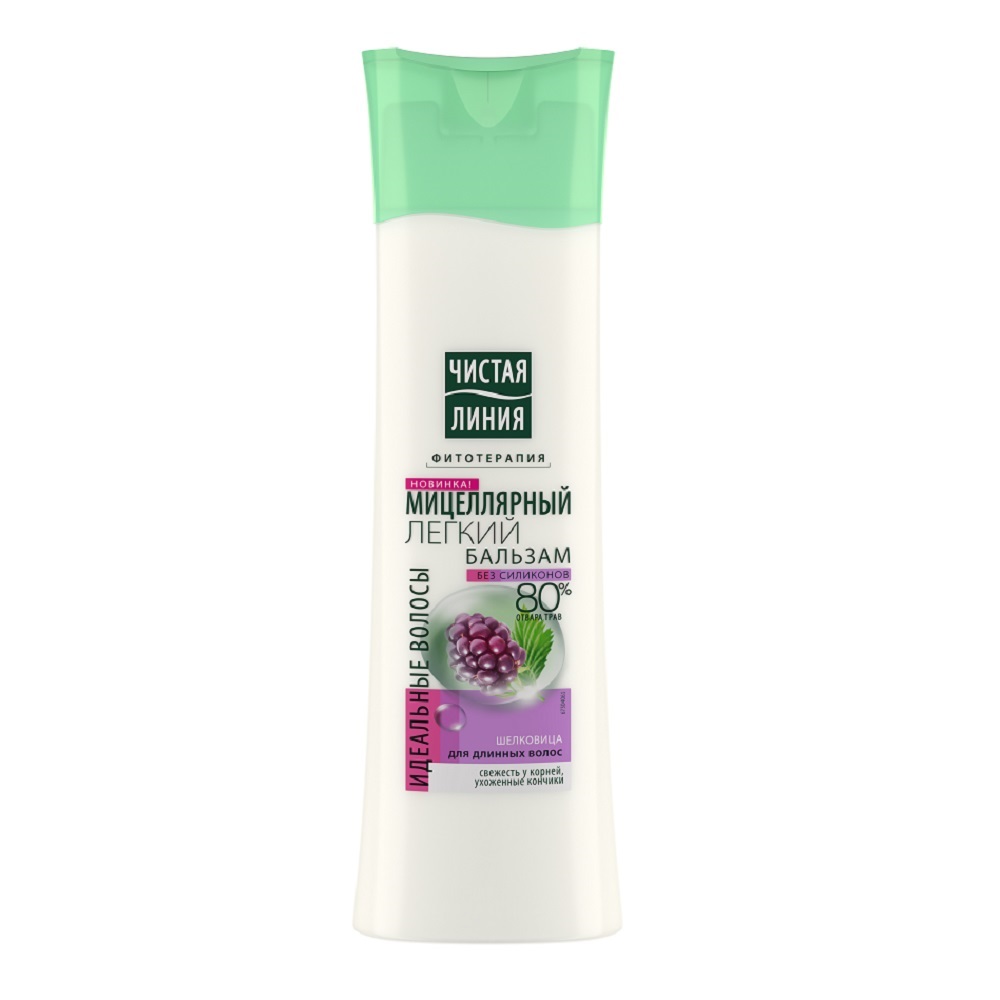 ЧИСТАЯ
ЛИНИЯ
ФИТОТЕРАПИЯ
НОВИНКА!
МИЦЕЛЛЯРНЫЙ
ЛЕГКИЙ
БАЛЬЗАМ
БЕЗ СИЛИКОНОВ
80%
ОТВАРА ТРАВ
ИДЕАЛЬНЫЕ ВОЛОСЫ
ШЕЛКОВИЦА
для длинных волос
свежесть у корней,
ухоженные кончики